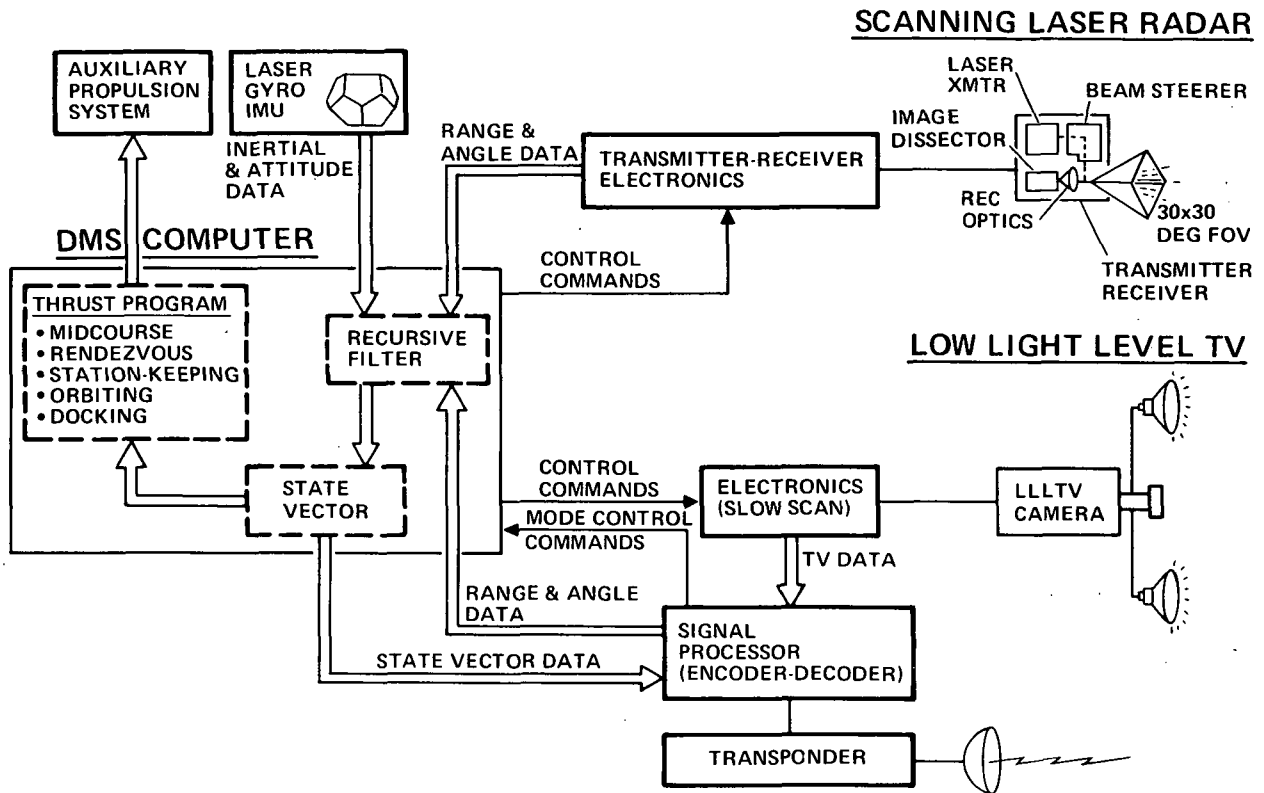 SCANNING LASER RADAR
AUXILIARY
PROPULSION
SYSTEM
LASER
GYRO
IMU
INERTIAL
& ATTITUDE
DATA
RANGE &
ANGLE DATA
TRANSMITTER-RECEIVER
ELECTRONICS
LASER
XMTR
BEAM STEERER
IMAGE
DISSECTOR
REC
OPTICS
30x30
DEG FOV
TRANSMITTER
RECEIVER
DMS COMPUTER
CONTROL
COMMANDS
THRUST PROGRAM
• MIDCOURSE
• RENDEZVOUS
• STATION-KEEPING
• ORBITING
• DOCKING
RECURSIVE
FILTER
LOW LIGHT LEVEL TV
STATE
VECTOR
CONTROL
COMMANDS
MODE CONTROL
COMMANDS
ELECTRONICS
(SLOW SCAN)
LLLTV
CAMERA
TV DATA
RANGE & ANGLE
DATA
SIGNAL
PROCESSOR
(ENCODER-DECODER)
STATE VECTOR DATA
TRANSPONDER